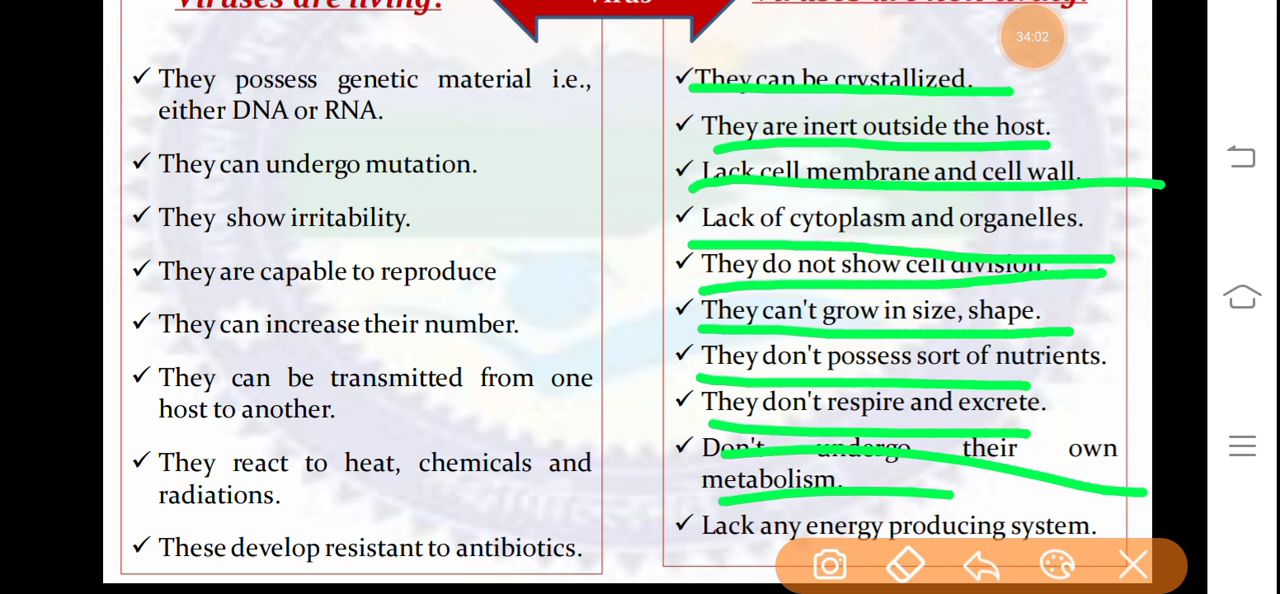 Viruses are living:
Virus
34:02
✓ They possess genetic material i.e.,
either DNA or RNA.
✓ They can undergo mutation.
✓ They show irritability.
✓ They are capable to reproduce
✓ They can increase their number.
✓ They can be transmitted from one
host to another.
✓ They react to heat, chemicals and
radiations.
✓ These develop resistant to antibiotics.
✓ They can be crystallized.
✓ They are inert outside the host.
✓ Lack cell membrane and cell wall.
✓ Lack of cytoplasm and organelles.
✓ They do not show cell division.
✓ They can't grow in size, shape.
✓ They don't possess sort of nutrients.
✓ They don't respire and excrete.
✓ Don't undergo their own
metabolism.
✓ Lack any energy producing system.